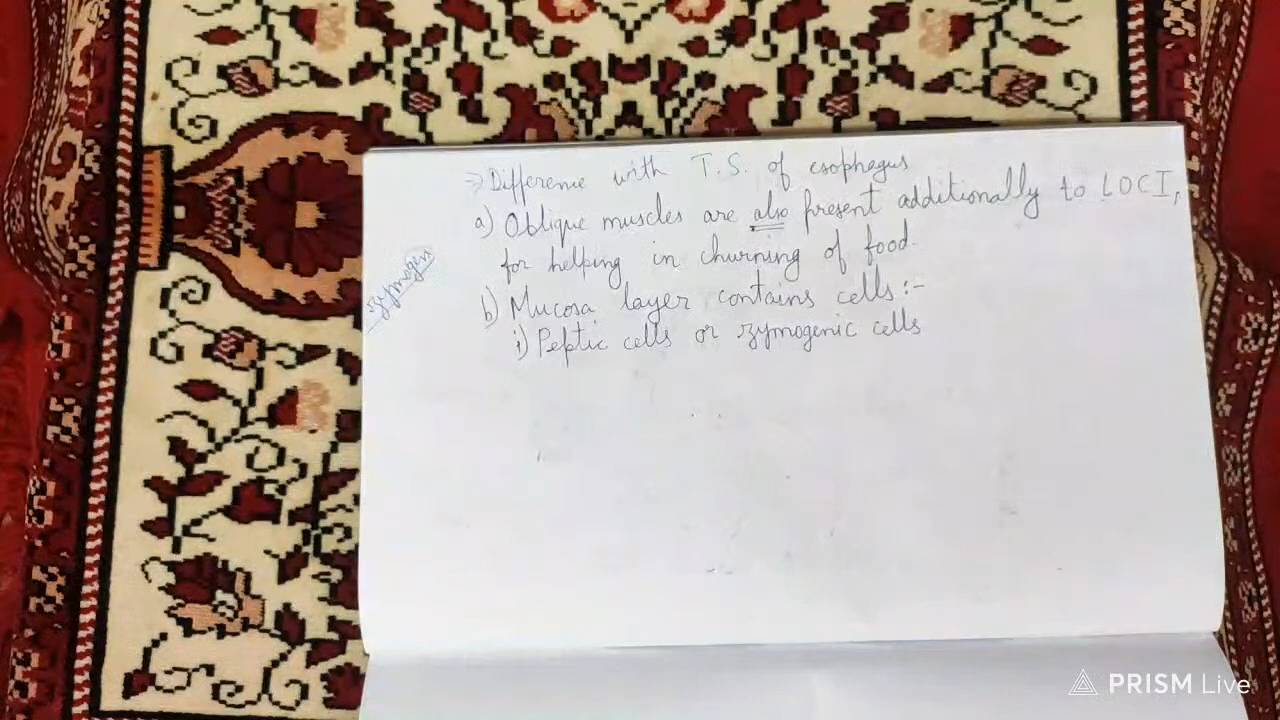 ⇒ Difference with T.S. of esophagus
a) Oblique muscles are also present additionally to LOCI,
for helping in churning of food.
b) Mucosa layer contains cells:-
i) Peptic cells or zymogenic cells
zymogen
PRISM Live